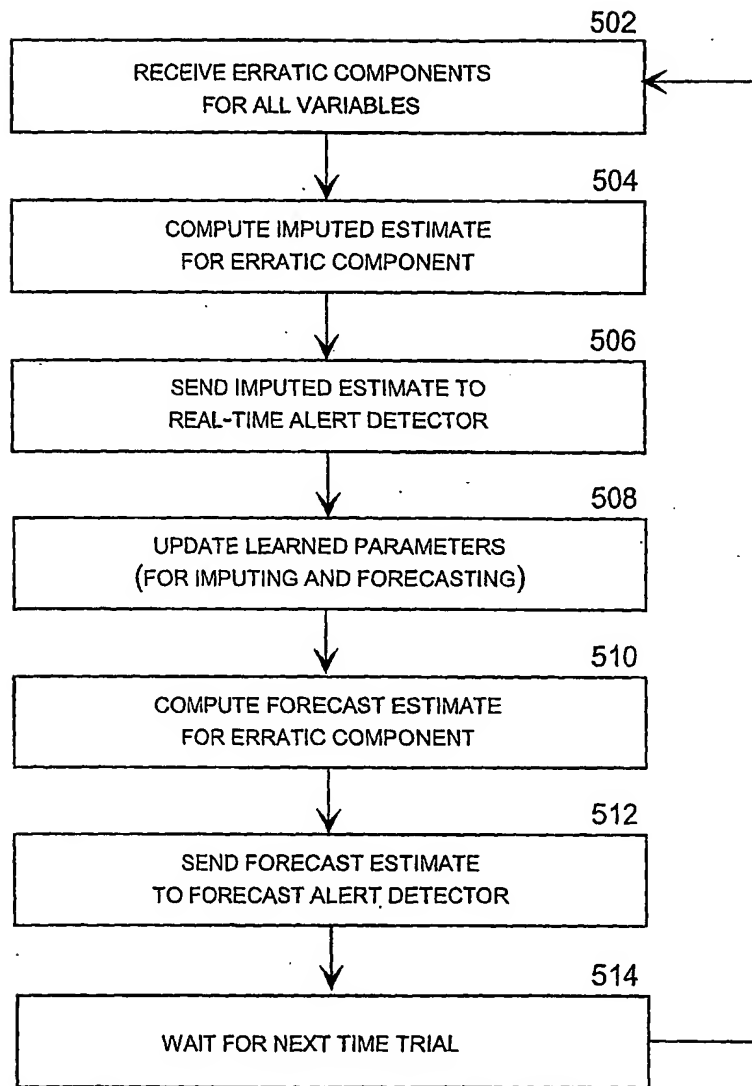 502
RECEIVE ERRATIC COMPONENTS
FOR ALL VARIABLES
504
COMPUTE IMPUTED ESTIMATE
FOR ERRATIC COMPONENT
506
SEND IMPUTED ESTIMATE TO
REAL-TIME ALERT DETECTOR
508
UPDATE LEARNED PARAMETERS
(FOR IMPUTING AND FORECASTING)
510
COMPUTE FORECAST ESTIMATE
FOR ERRATIC COMPONENT
512
SEND FORECAST ESTIMATE
TO FORECAST ALERT DETECTOR
514
WAIT FOR NEXT TIME TRIAL